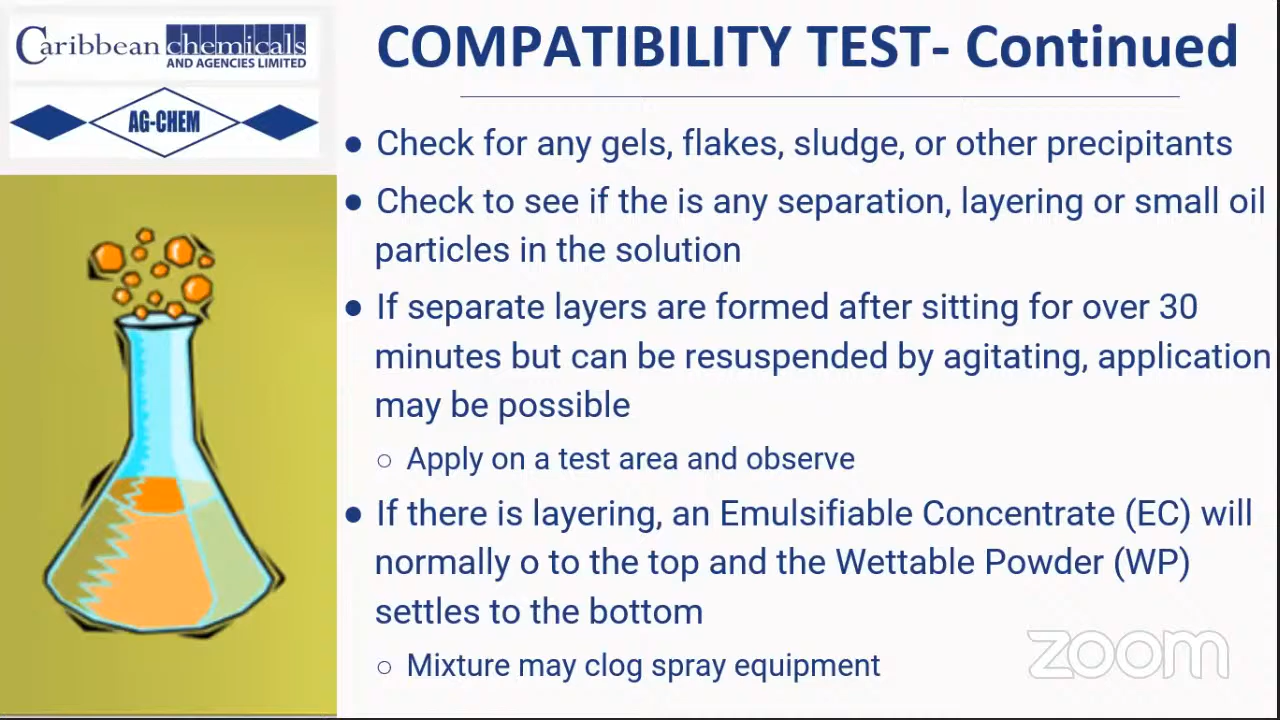 Caribbean chemicals
AND AGENCIES LIMITED
AG-CHEM
COMPATIBILITY TEST- Continued
● Check for any gels, flakes, sludge, or other precipitants
● Check to see if the is any separation, layering or small oil
particles in the solution
● If separate layers are formed after sitting for over 30
minutes but can be resuspended by agitating, application
may be possible
○ Apply on a test area and observe
● If there is layering, an Emulsifiable Concentrate (EC) will
normally o to the top and the Wettable Powder (WP)
settles to the bottom
○ Mixture may clog spray equipment
zoom